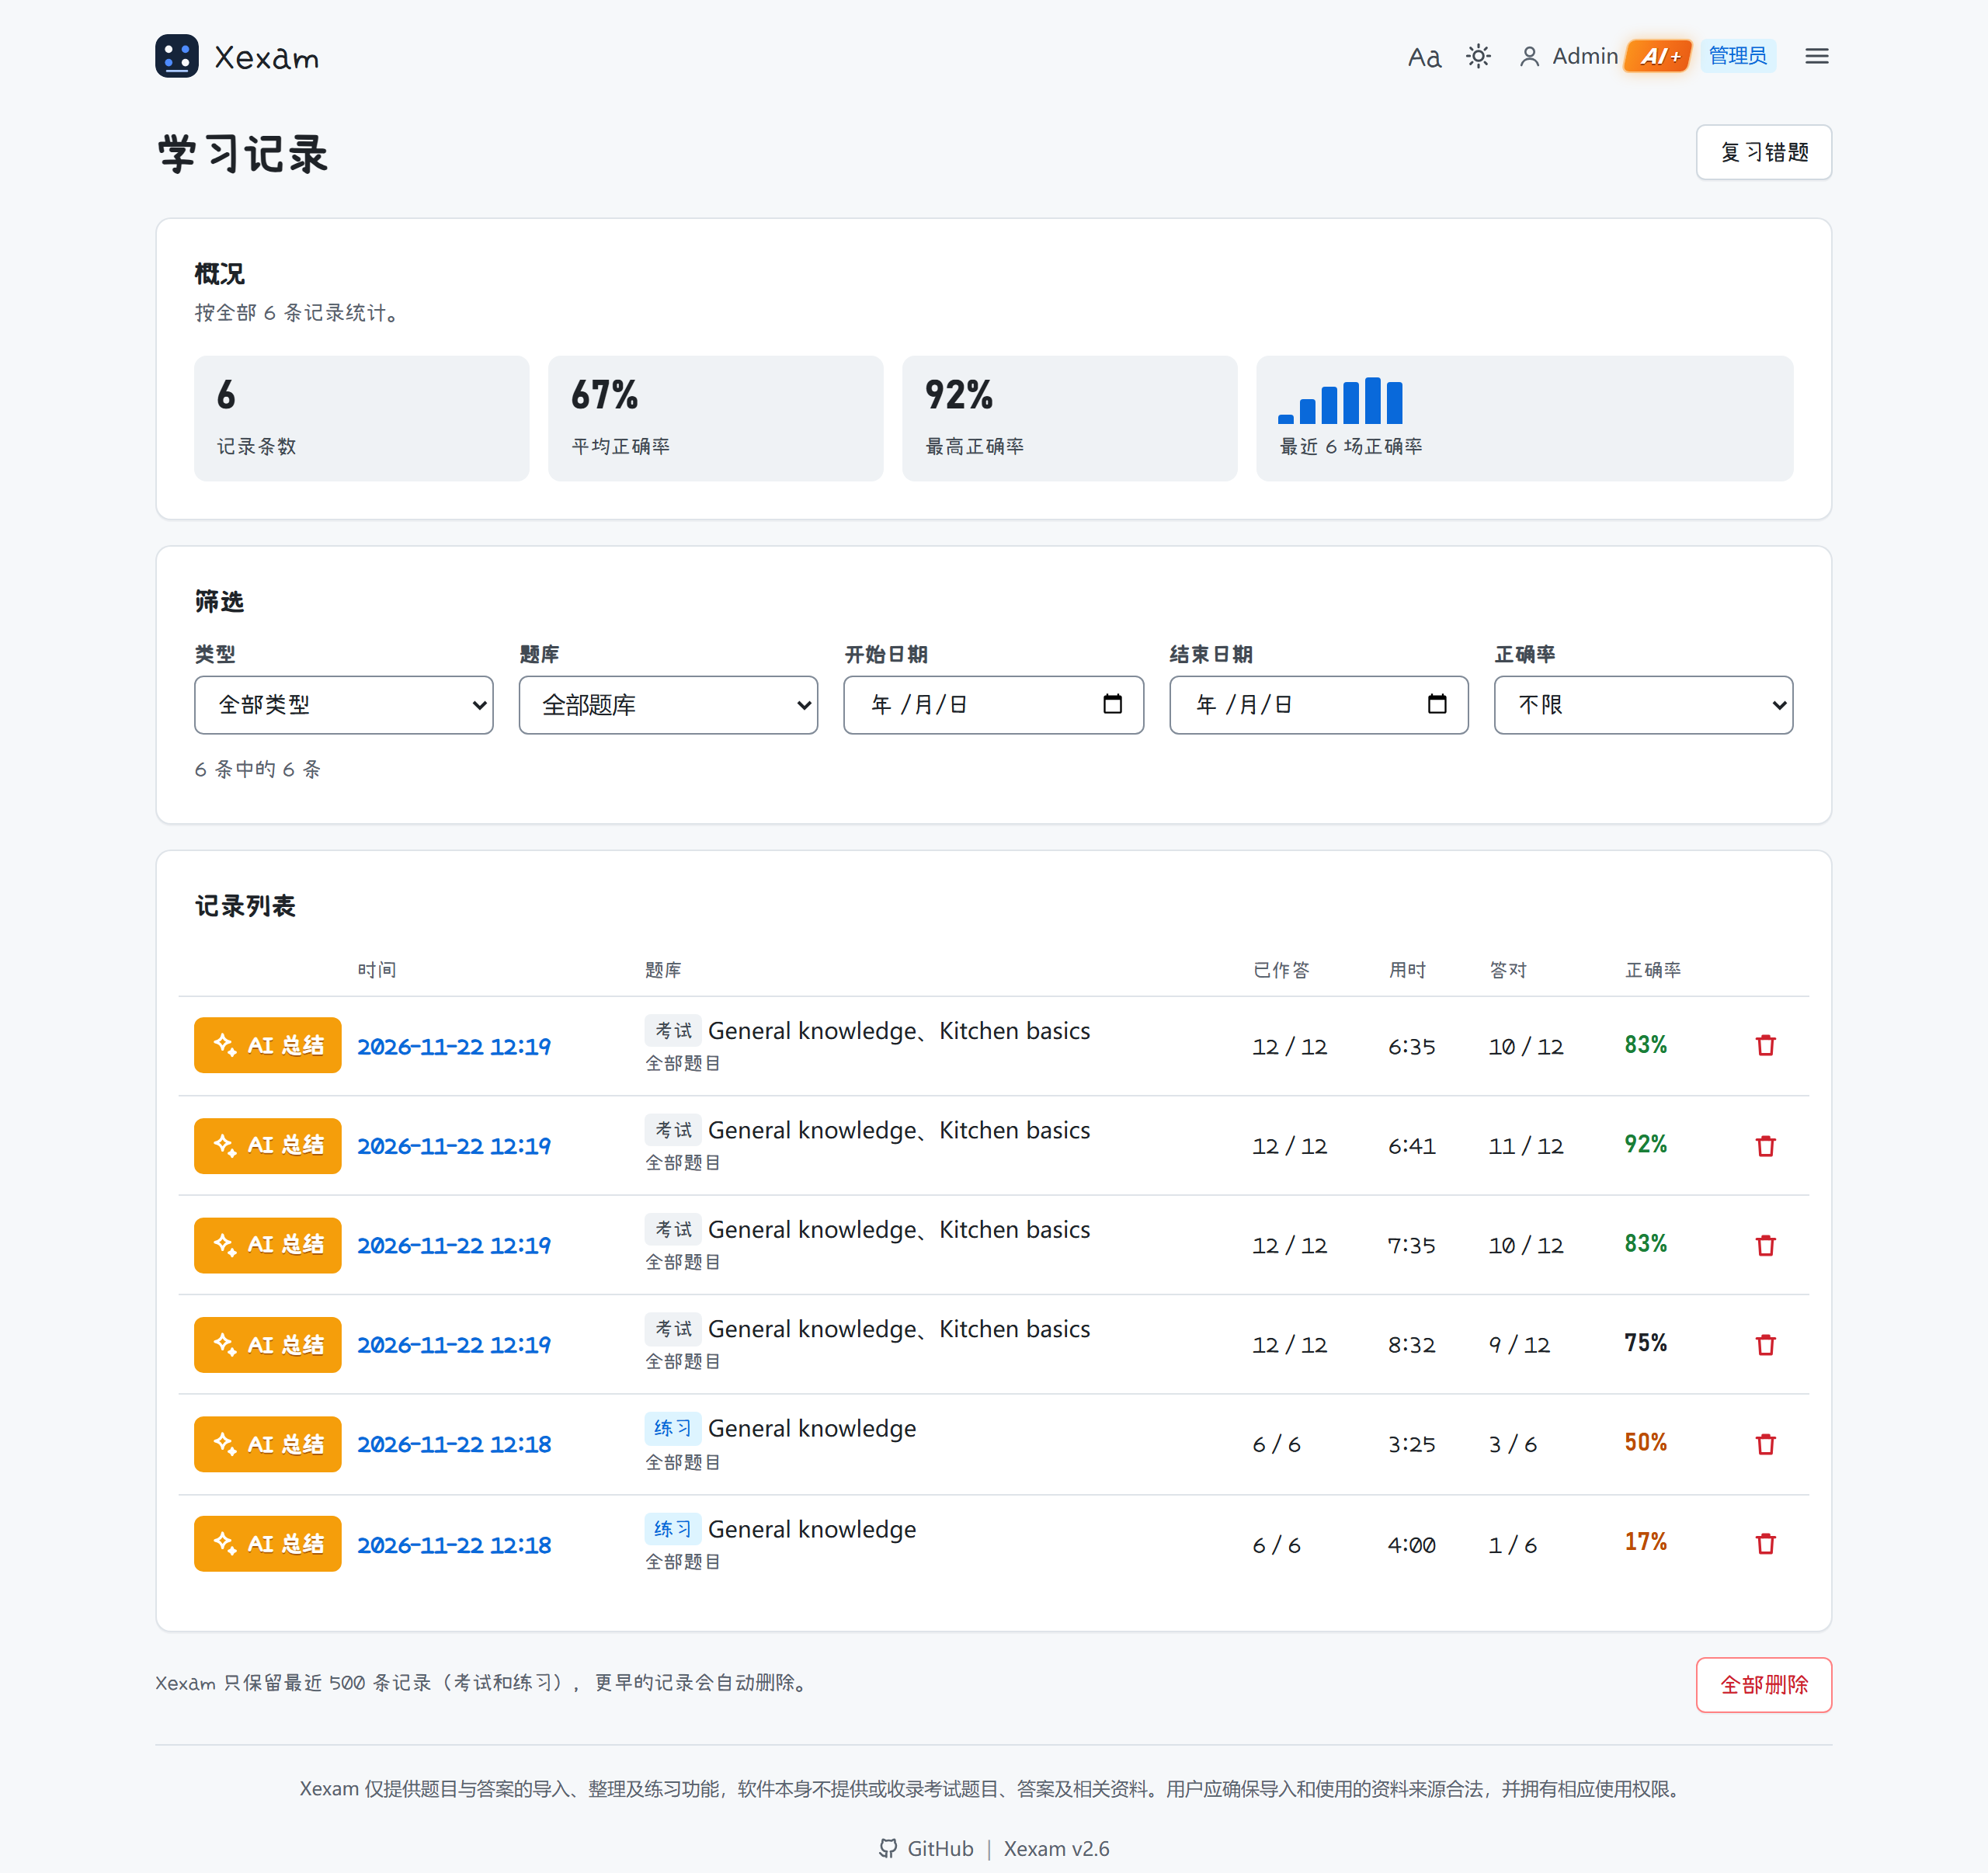 Xexam
Aa Admin AI+ 管理员
学习记录
复习错题
概况
按全部 6 条记录统计。
6
记录条数
67%
平均正确率
92%
最高正确率
最近 6 场正确率
筛选
类型
全部类型
题库
全部题库
开始日期
年 /月/日
结束日期
年 /月/日
正确率
不限
6 条中的 6 条
记录列表
时间 题库 已作答 用时 答对 正确率
AI 总结 2026-11-22 12:19 考试 General knowledge、Kitchen basics 12 / 12 6:35 10 / 12 83%
全部题目
AI 总结 2026-11-22 12:19 考试 General knowledge、Kitchen basics 12 / 12 6:41 11 / 12 92%
全部题目
AI 总结 2026-11-22 12:19 考试 General knowledge、Kitchen basics 12 / 12 7:35 10 / 12 83%
全部题目
AI 总结 2026-11-22 12:19 考试 General knowledge、Kitchen basics 12 / 12 8:32 9 / 12 75%
全部题目
AI 总结 2026-11-22 12:18 练习 General knowledge 6 / 6 3:25 3 / 6 50%
全部题目
AI 总结 2026-11-22 12:18 练习 General knowledge 6 / 6 4:00 1 / 6 17%
全部题目
Xexam 只保留最近 500 条记录（考试和练习），更早的记录会自动删除。
全部删除
Xexam 仅提供题目与答案的导入、整理及练习功能，软件本身不提供或收录考试题目、答案及相关资料。用户应确保导入和使用的资料来源合法，并拥有相应使用权限。
GitHub | Xexam v2.6